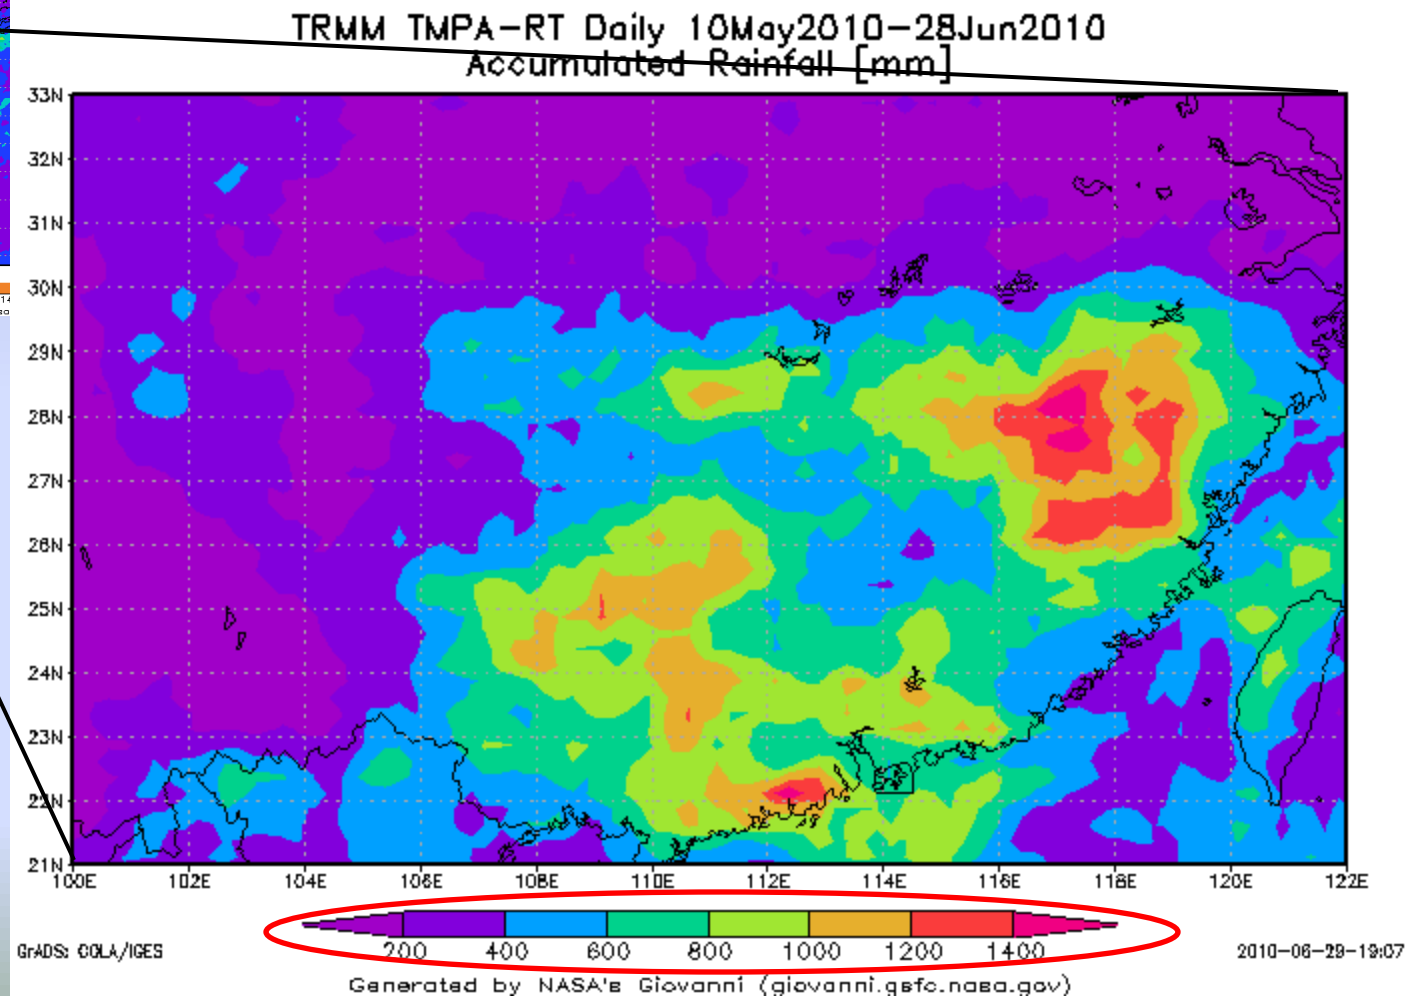 TRMM TMPA-RT Daily 10May2010-28Jun2010
Accumulated Rainfall [mm]
33N
32N
31N
30N
29N
28N
27N
26N
25N
24N
23N
22N
21N
100E 102E 104E 106E 108E 110E 112E 114E 116E 118E 120E 122E
200 400 600 800 1000 1200 1400
GrADS: COLA/IGES
2010-06-29-19:07
Generated by NASA's Giovanni (giovanni.gsfc.nasa.gov)